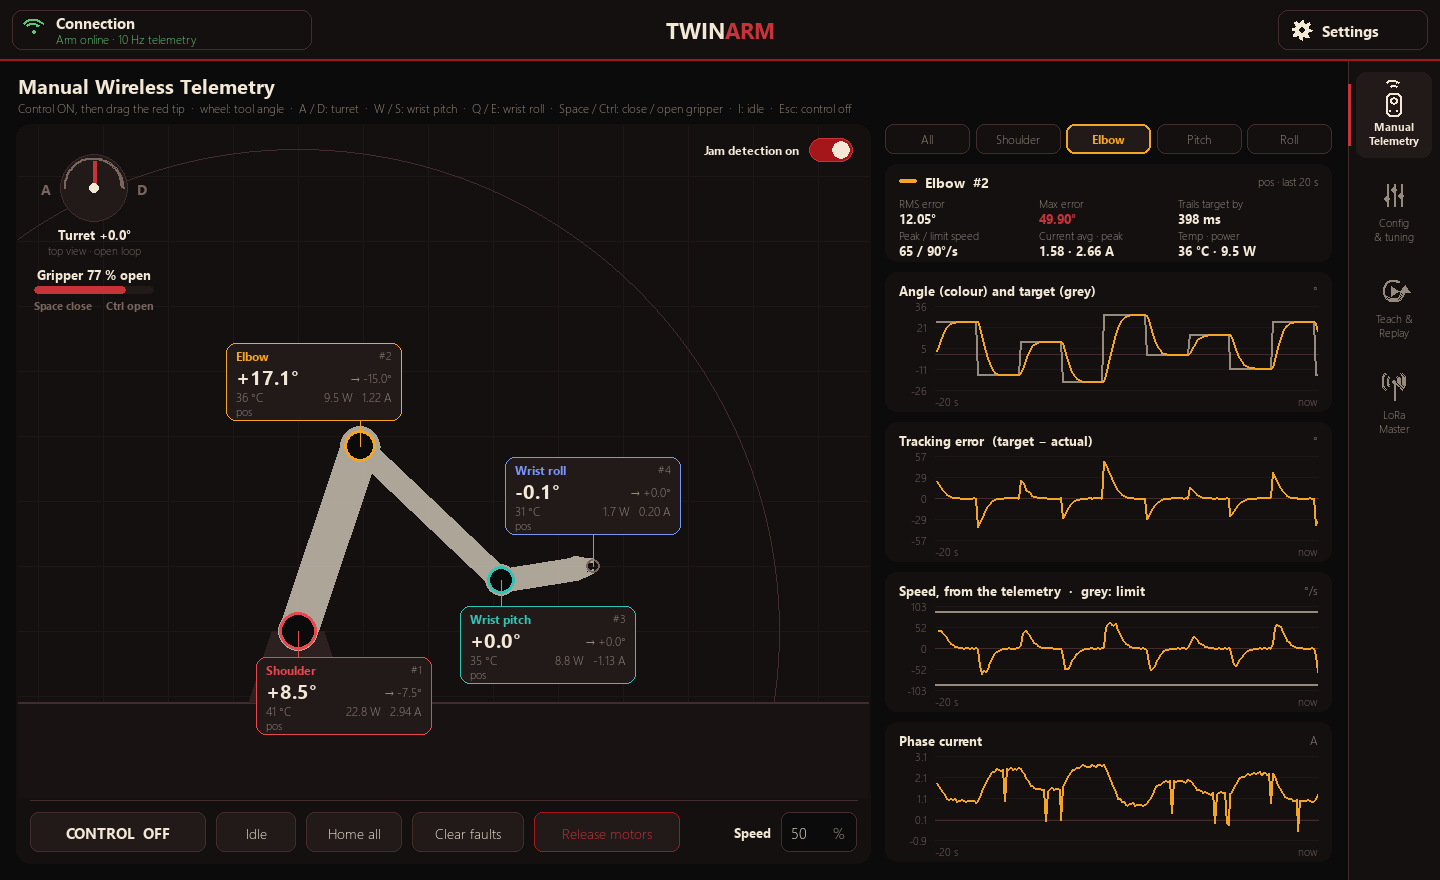 Connection
Arm online · 10 Hz telemetry
TWINARM
Settings
Manual Wireless Telemetry
Control ON, then drag the red tip · wheel: tool angle · A / D: turret · W / S: wrist pitch · Q / E: wrist roll · Space / Ctrl: close / open gripper · I: idle · Esc: control off
Jam detection on
A
D
Turret +0.0°
top view · open loop
Gripper 77 % open
Space close
Ctrl open
Elbow #2
+17.1° → -15.0°
36 °C 9.5 W 1.22 A
pos
Wrist roll #4
-0.1° → +0.0°
31 °C 1.7 W 0.20 A
pos
Wrist pitch #3
+0.0° → +0.0°
35 °C 8.8 W -1.13 A
pos
Shoulder #1
+8.5° → -7.5°
41 °C 22.8 W 2.94 A
pos
CONTROL OFF
Idle
Home all
Clear faults
Release motors
Speed
50 %
All
Shoulder
Elbow
Pitch
Roll
Elbow #2
pos · last 20 s
RMS error
Max error
Trails target by
12.05°
49.90°
398 ms
Peak / limit speed
Current avg · peak
Temp · power
65 / 90°/s
1.58 · 2.66 A
36 °C · 9.5 W
Angle (colour) and target (grey)
°
36
21
5
-11
-26
-20 s
now
Tracking error (target − actual)
°
57
29
0
-29
-57
-20 s
now
Speed, from the telemetry · grey: limit
°/s
103
52
0
-52
-103
-20 s
now
Phase current
A
3.1
2.1
1.1
0.1
-0.9
-20 s
now
Manual
Telemetry
Config
& tuning
Teach &
Replay
LoRa
Master